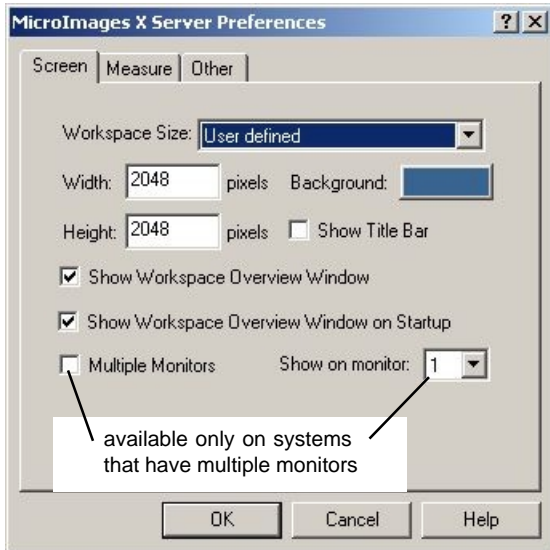 MicroImages X Server Preferences ? X
Screen Measure Other
Workspace Size: User defined
Width: 2048 pixels Background:
Height: 2048 pixels Show Title Bar
Show Workspace Overview Window
Show Workspace Overview Window on Startup
Multiple Monitors Show on monitor: 1
available only on systems
that have multiple monitors
OK Cancel Help